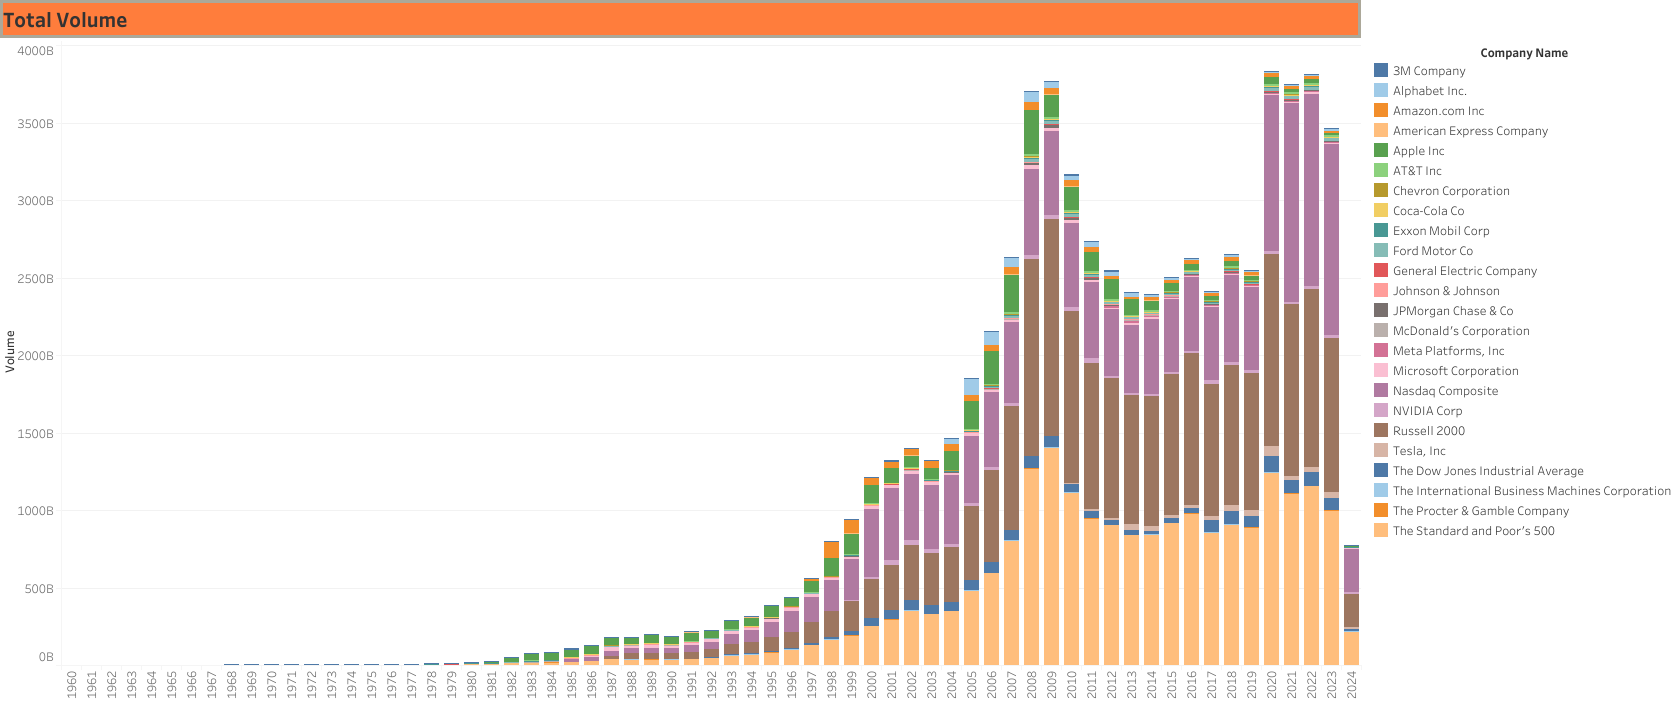 Total Volume
4000B
3500B
3000B
2500B
2000B
1500B
1000B
500B
0B
Volume
1960 1961 1962 1963 1964 1965 1966 1967 1968 1969 1970 1971 1972 1973 1974 1975 1976 1977 1978 1979 1980 1981 1982 1983 1984 1985 1986 1987 1988 1989 1990 1991 1992 1993 1994 1995 1996 1997 1998 1999 2000 2001 2002 2003 2004 2005 2006 2007 2008 2009 2010 2011 2012 2013 2014 2015 2016 2017 2018 2019 2020 2021 2022 2023 2024
Company Name
3M Company
Alphabet Inc.
Amazon.com Inc
American Express Company
Apple Inc
AT&T Inc
Chevron Corporation
Coca-Cola Co
Exxon Mobil Corp
Ford Motor Co
General Electric Company
Johnson & Johnson
JPMorgan Chase & Co
McDonald's Corporation
Meta Platforms, Inc
Microsoft Corporation
Nasdaq Composite
NVIDIA Corp
Russell 2000
Tesla, Inc
The Dow Jones Industrial Average
The International Business Machines Corporation
The Procter & Gamble Company
The Standard and Poor's 500